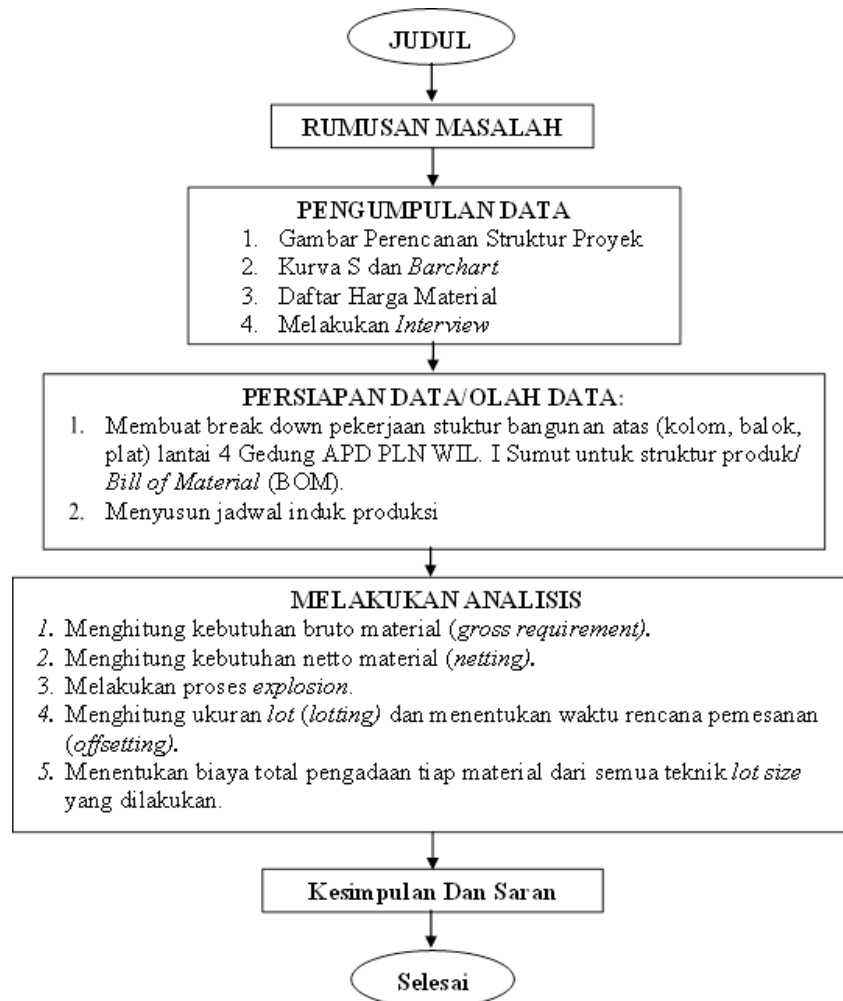 JUDUL
RUMUSAN MASALAH
PENGUMPULAN DATA
1. Gambar Perencanan Struktur Proyek
2. Kurva S dan Barchart
3. Daftar Harga Material
4. Melakukan Interview
PERSIAPAN DATA/OLAH DATA:
1. Membuat break down pekerjaan stuktur bangunan atas (kolom, balok,
plat) lantai 4 Gedung APD PLN WIL. I Sumut untuk struktur produk/
Bill of Material (BOM).
2. Menyusun jadwal induk produksi
MELAKUKAN ANALISIS
1. Menghitung kebutuhan bruto material (gross requirement).
2. Menghitung kebutuhan netto material (netting).
3. Melakukan proses explosion.
4. Menghitung ukuran lot (lotting) dan menentukan waktu rencana pemesanan
(offsetting).
5. Menentukan biaya total pengadaan tiap material dari semua teknik lot size
yang dilakukan.
Kesimpulan Dan Saran
Selesai